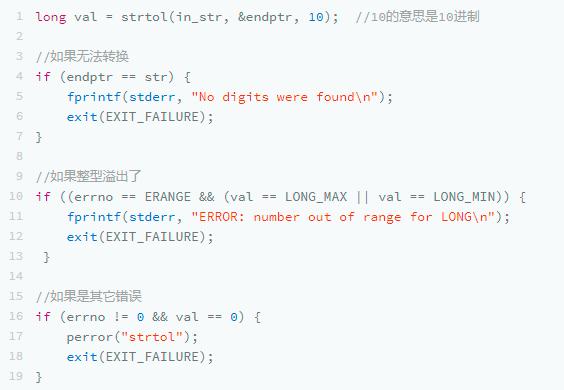 1 long val = strtol(in_str, &endptr, 10);  //10的意思是10进制
2
3 //如果无法转换
4 if (endptr == str) {
5     fprintf(stderr, "No digits were found\n");
6     exit(EXIT_FAILURE);
7 }
8
9 //如果整型溢出了
10 if ((errno == ERANGE && (val == LONG_MAX || val == LONG_MIN)) {
11     fprintf(stderr, "ERROR: number out of range for LONG\n");
12     exit(EXIT_FAILURE);
13  }
14
15 //如果是其它错误
16 if (errno != 0 && val == 0) {
17     perror("strtol");
18     exit(EXIT_FAILURE);
19 }